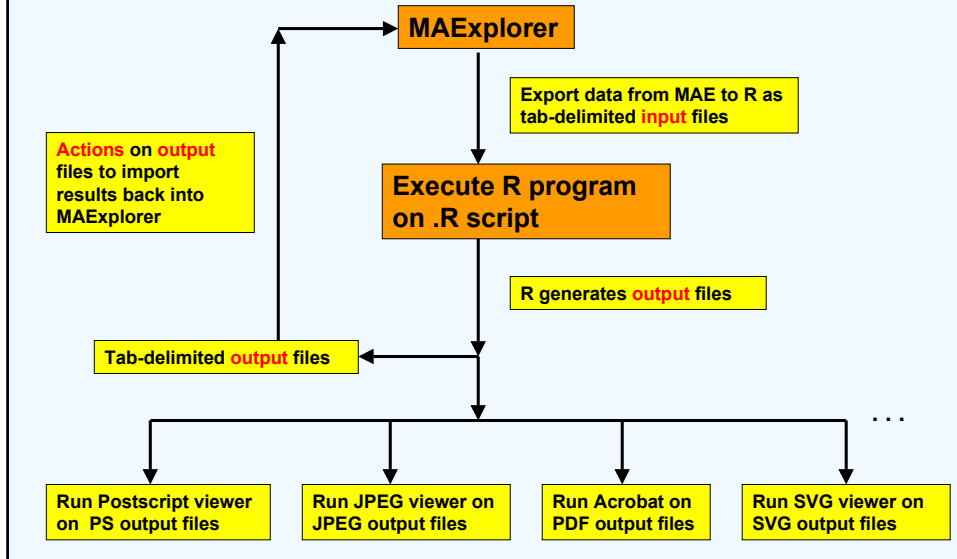 MAExplorer
Export data from MAE to R as
tab-delimited input files
Actions on output
files to import
results back into
MAExplorer
Execute R program
on .R script
R generates output files
Tab-delimited output files
. . .
Run Postscript viewer
on PS output files
Run JPEG viewer on
JPEG output files
Run Acrobat on
PDF output files
Run SVG viewer on
SVG output files